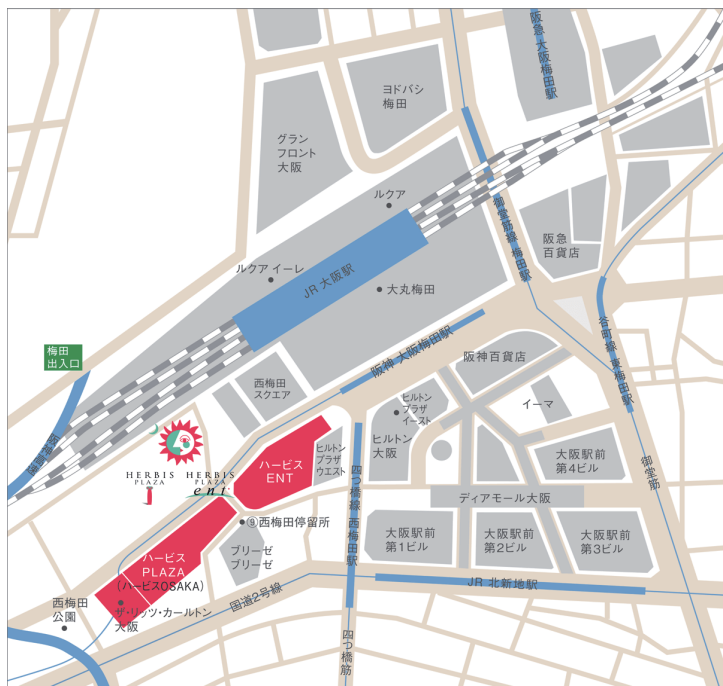 阪急 大阪梅田駅
ヨドバシ
梅田
グラン
フロント
大阪
ルクア
御堂筋線 梅田駅
阪急
百貨店
ルクア イーレ
JR 大阪駅
大丸梅田
谷町線 東梅田駅
梅田
出入口
阪神高速
阪神 大阪梅田駅
阪神百貨店
西梅田
スクエア
ヒルトン
プラザ
イースト
イーマ
ヒルトン
大阪
ハービス
ENT
ヒルトン
プラザ
ウエスト
大阪駅前
第4ビル
御堂筋
HERBIS
PLAZA
HERBIS
PLAZA
ent
四つ橋線 西梅田駅
ディアモール大阪
Ⓑ西梅田停留所
大阪駅前
第1ビル
大阪駅前
第2ビル
大阪駅前
第3ビル
ブリーゼ
ブリーゼ
ハービス
PLAZA
(ハービスOSAKA)
JR 北新地駅
国道2号線
西梅田
公園
ザ・リッツ・カールトン
大阪
四つ橋筋